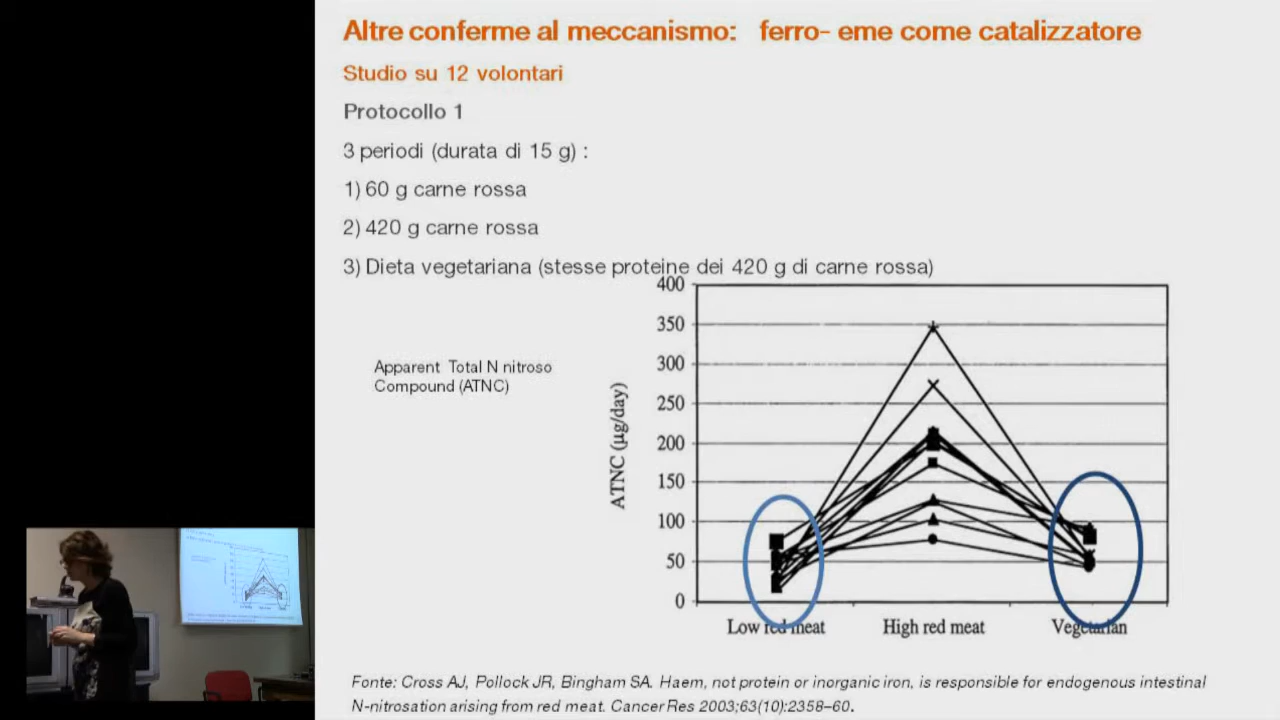 Altre conferme al meccanismo: ferro- eme come catalizzatore
Studio su 12 volontari
Protocollo 1
3 periodi (durata di 15 g) :
1) 60 g carne rossa
2) 420 g carne rossa
3) Dieta vegetariana (stesse proteine dei 420 g di carne rossa)
Apparent Total N nitroso
Compound (ATNC)
ATNC (µg/day)
400
350
300
250
200
150
100
50
0
Low red meat High red meat Vegetarian
Fonte: Cross AJ, Pollock JR, Bingham SA. Haem, not protein or inorganic iron, is responsible for endogenous intestinal
N-nitrosation arising from red meat. Cancer Res 2003;63(10):2358–60.